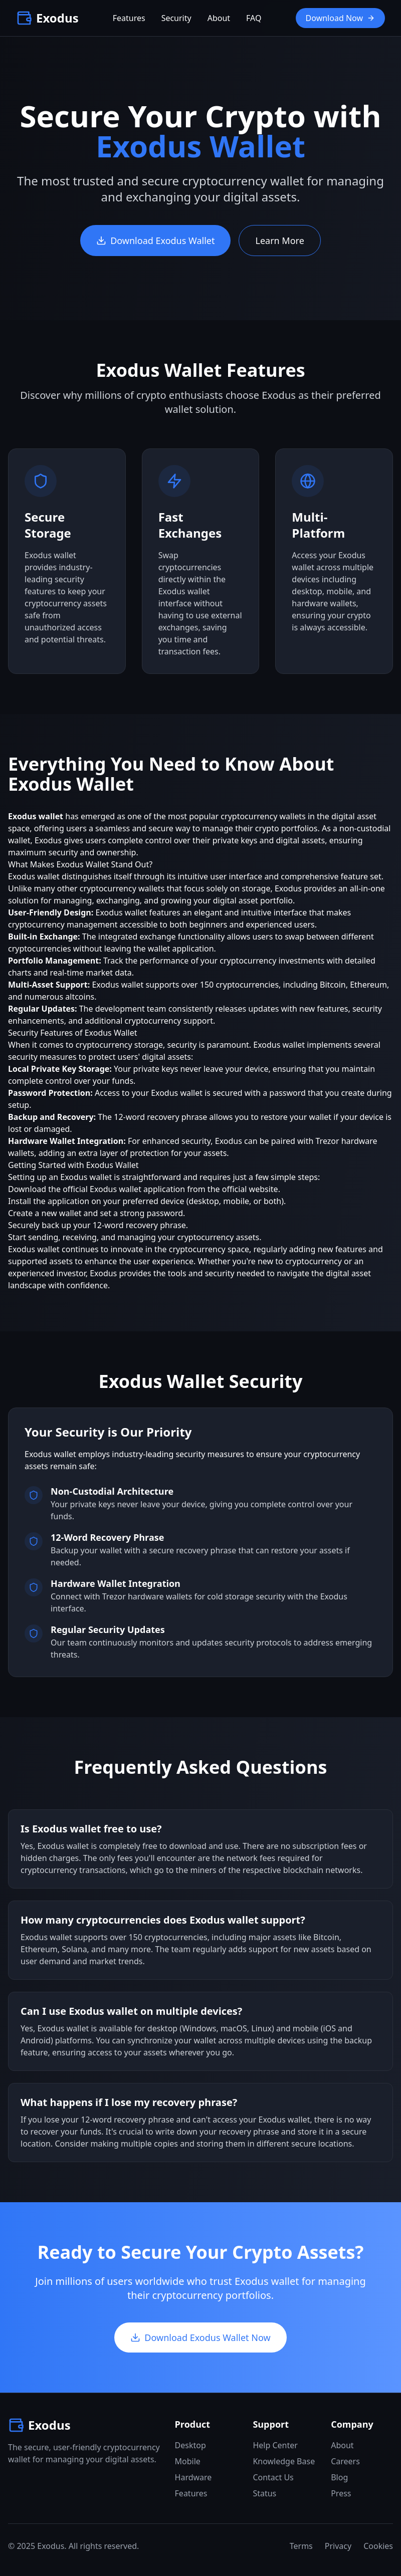 Exodus
Features
Security
About
FAQ
Download Now
Secure Your Crypto with
Exodus Wallet
The most trusted and secure cryptocurrency wallet for managing
and exchanging your digital assets.
Download Exodus Wallet
Learn More
Exodus Wallet Features
Discover why millions of crypto enthusiasts choose Exodus as their preferred
wallet solution.
Secure
Storage
Exodus wallet
provides industry-
leading security
features to keep your
cryptocurrency assets
safe from
unauthorized access
and potential threats.
Fast
Exchanges
Swap
cryptocurrencies
directly within the
Exodus wallet
interface without
having to use external
exchanges, saving
you time and
transaction fees.
Multi-
Platform
Access your Exodus
wallet across multiple
devices including
desktop, mobile, and
hardware wallets,
ensuring your crypto
is always accessible.
Everything You Need to Know About
Exodus Wallet
Exodus wallet has emerged as one of the most popular cryptocurrency wallets in the digital asset
space, offering users a seamless and secure way to manage their crypto portfolios. As a non-custodial
wallet, Exodus gives users complete control over their private keys and digital assets, ensuring
maximum security and ownership.
What Makes Exodus Wallet Stand Out?
Exodus wallet distinguishes itself through its intuitive user interface and comprehensive feature set.
Unlike many other cryptocurrency wallets that focus solely on storage, Exodus provides an all-in-one
solution for managing, exchanging, and growing your digital asset portfolio.
User-Friendly Design: Exodus wallet features an elegant and intuitive interface that makes
cryptocurrency management accessible to both beginners and experienced users.
Built-in Exchange: The integrated exchange functionality allows users to swap between different
cryptocurrencies without leaving the wallet application.
Portfolio Management: Track the performance of your cryptocurrency investments with detailed
charts and real-time market data.
Multi-Asset Support: Exodus wallet supports over 150 cryptocurrencies, including Bitcoin, Ethereum,
and numerous altcoins.
Regular Updates: The development team consistently releases updates with new features, security
enhancements, and additional cryptocurrency support.
Security Features of Exodus Wallet
When it comes to cryptocurrency storage, security is paramount. Exodus wallet implements several
security measures to protect users' digital assets:
Local Private Key Storage: Your private keys never leave your device, ensuring that you maintain
complete control over your funds.
Password Protection: Access to your Exodus wallet is secured with a password that you create during
setup.
Backup and Recovery: The 12-word recovery phrase allows you to restore your wallet if your device is
lost or damaged.
Hardware Wallet Integration: For enhanced security, Exodus can be paired with Trezor hardware
wallets, adding an extra layer of protection for your assets.
Getting Started with Exodus Wallet
Setting up an Exodus wallet is straightforward and requires just a few simple steps:
Download the official Exodus wallet application from the official website.
Install the application on your preferred device (desktop, mobile, or both).
Create a new wallet and set a strong password.
Securely back up your 12-word recovery phrase.
Start sending, receiving, and managing your cryptocurrency assets.
Exodus wallet continues to innovate in the cryptocurrency space, regularly adding new features and
supported assets to enhance the user experience. Whether you're new to cryptocurrency or an
experienced investor, Exodus provides the tools and security needed to navigate the digital asset
landscape with confidence.
Exodus Wallet Security
Your Security is Our Priority
Exodus wallet employs industry-leading security measures to ensure your cryptocurrency
assets remain safe:
Non-Custodial Architecture
Your private keys never leave your device, giving you complete control over your
funds.
12-Word Recovery Phrase
Backup your wallet with a secure recovery phrase that can restore your assets if
needed.
Hardware Wallet Integration
Connect with Trezor hardware wallets for cold storage security with the Exodus
interface.
Regular Security Updates
Our team continuously monitors and updates security protocols to address emerging
threats.
Frequently Asked Questions
Is Exodus wallet free to use?
Yes, Exodus wallet is completely free to download and use. There are no subscription fees or
hidden charges. The only fees you'll encounter are the network fees required for
cryptocurrency transactions, which go to the miners of the respective blockchain networks.
How many cryptocurrencies does Exodus wallet support?
Exodus wallet supports over 150 cryptocurrencies, including major assets like Bitcoin,
Ethereum, Solana, and many more. The team regularly adds support for new assets based on
user demand and market trends.
Can I use Exodus wallet on multiple devices?
Yes, Exodus wallet is available for desktop (Windows, macOS, Linux) and mobile (iOS and
Android) platforms. You can synchronize your wallet across multiple devices using the backup
feature, ensuring access to your assets wherever you go.
What happens if I lose my recovery phrase?
If you lose your 12-word recovery phrase and can't access your Exodus wallet, there is no way
to recover your funds. It's crucial to write down your recovery phrase and store it in a secure
location. Consider making multiple copies and storing them in different secure locations.
Ready to Secure Your Crypto Assets?
Join millions of users worldwide who trust Exodus wallet for managing
their cryptocurrency portfolios.
Download Exodus Wallet Now
Exodus
The secure, user-friendly cryptocurrency
wallet for managing your digital assets.
Product
Desktop
Mobile
Hardware
Features
Support
Help Center
Knowledge Base
Contact Us
Status
Company
About
Careers
Blog
Press
© 2025 Exodus. All rights reserved.
Terms
Privacy
Cookies